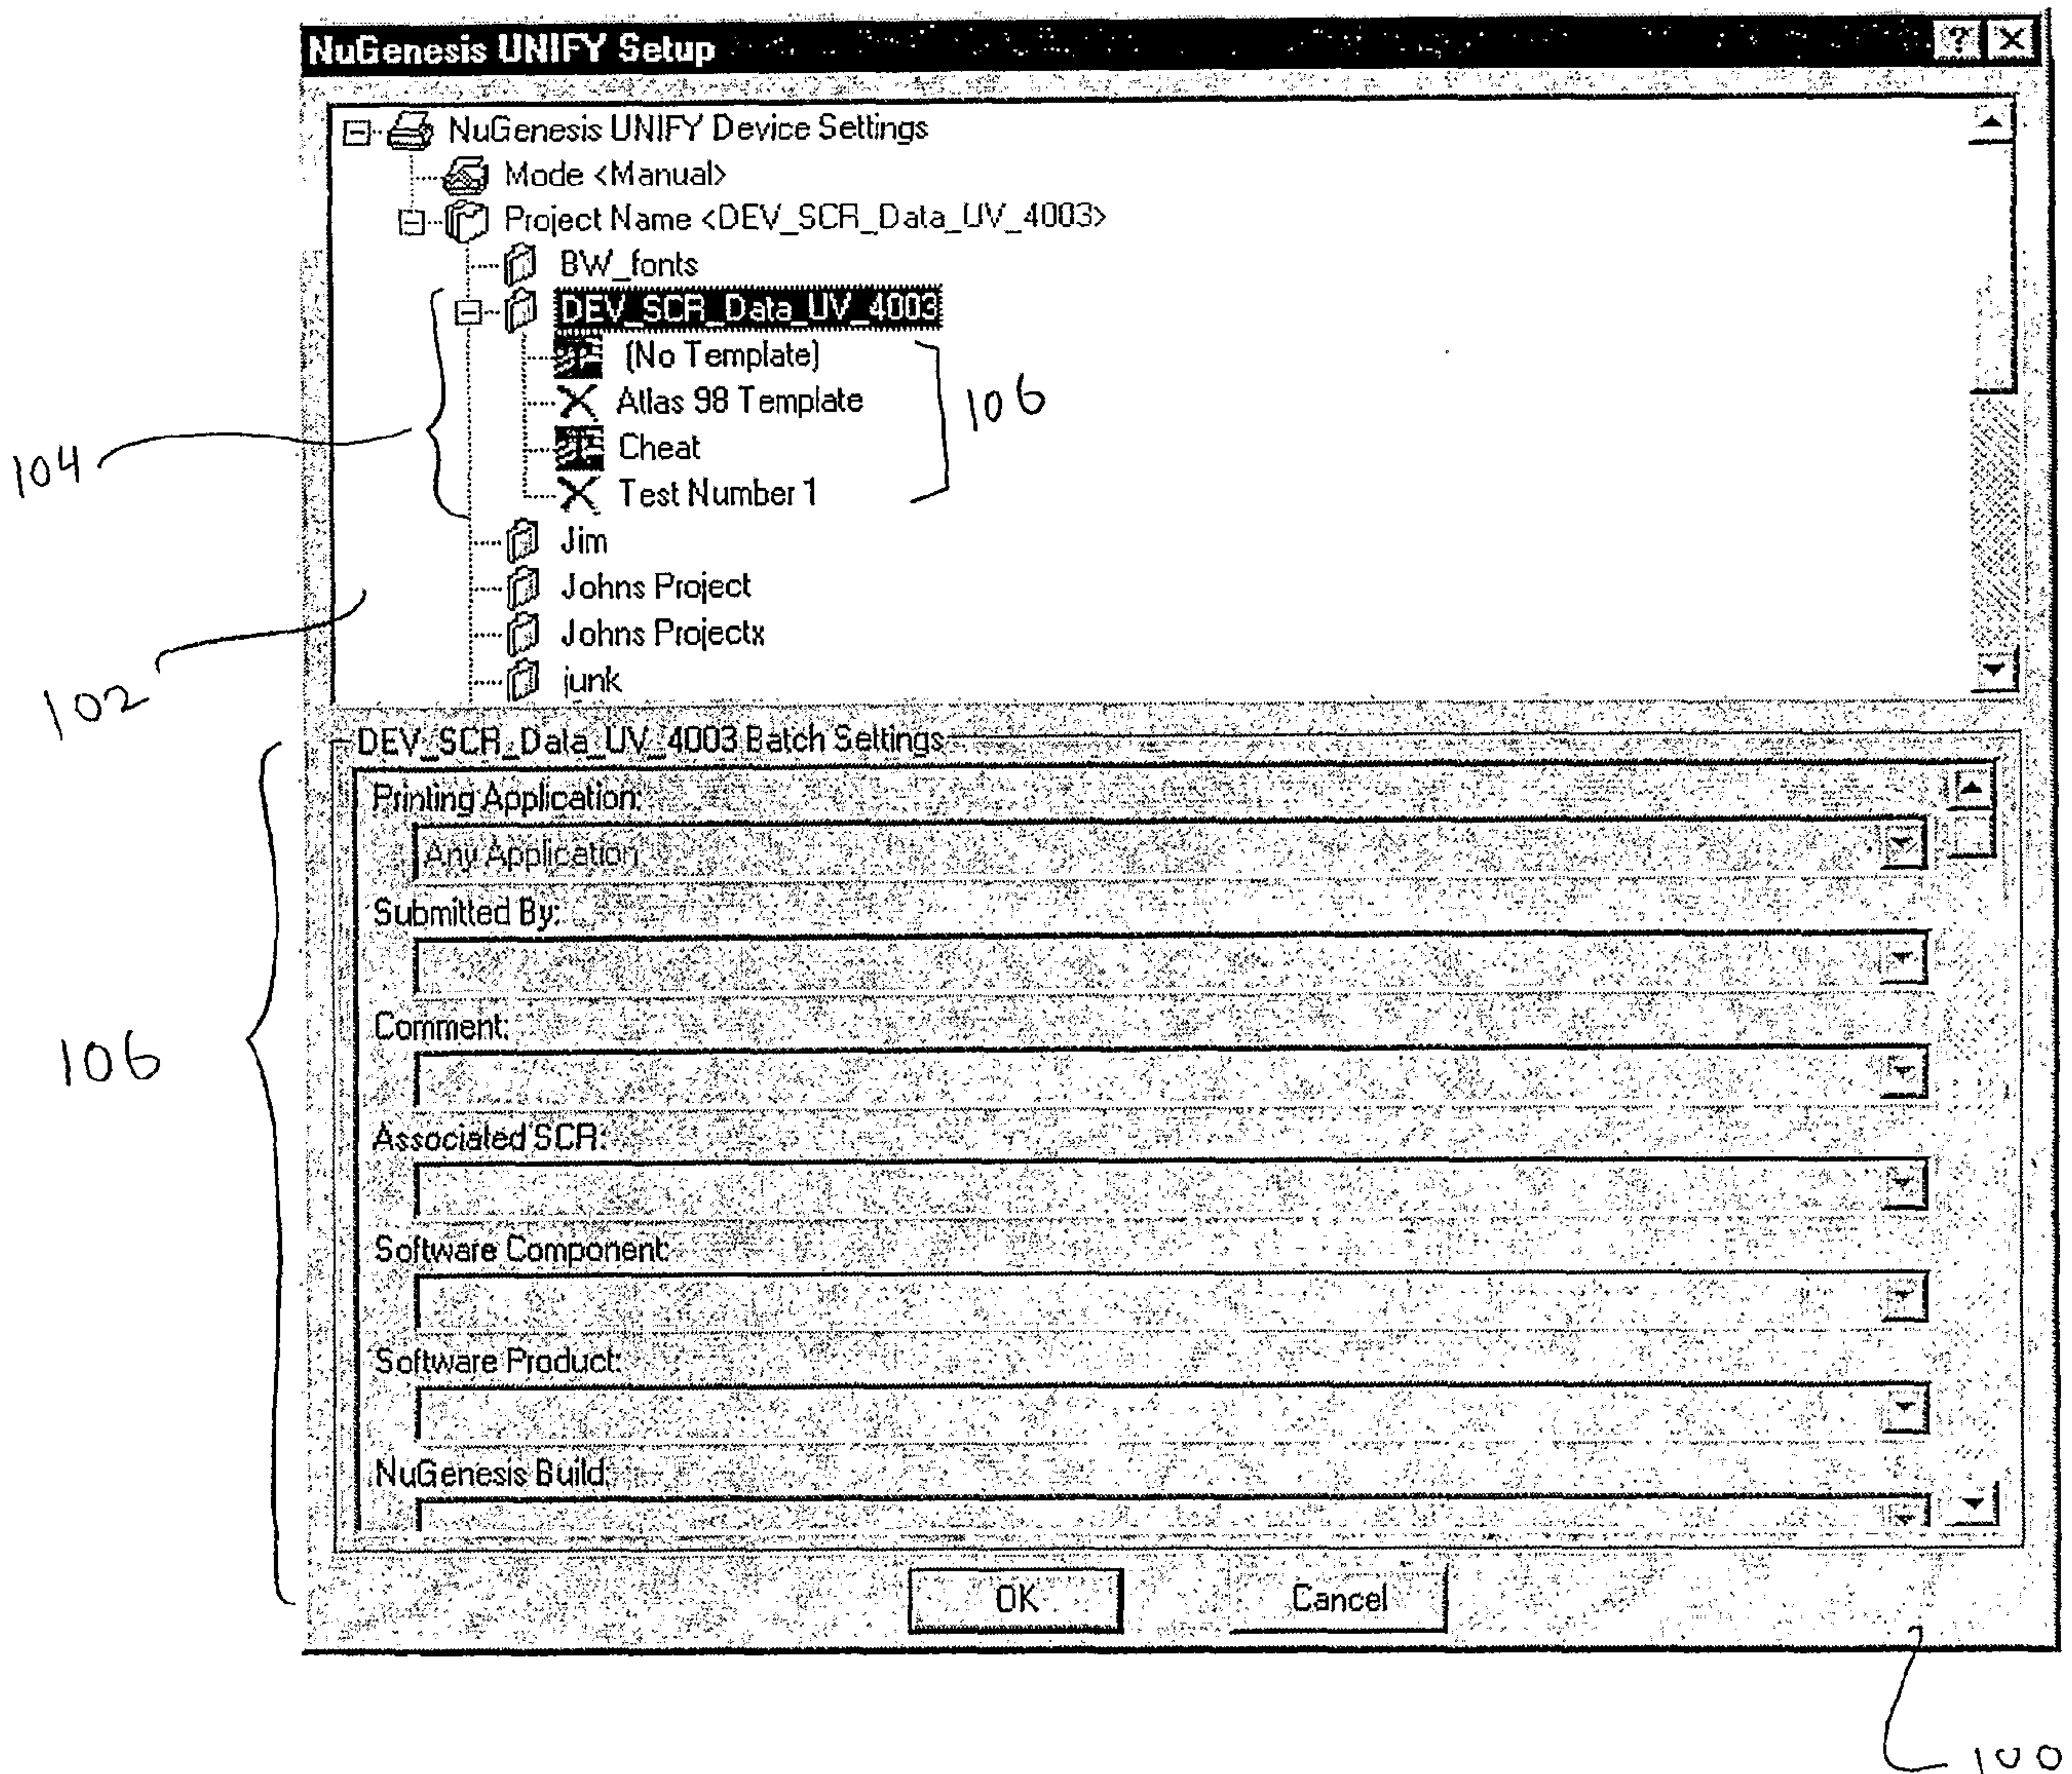 NuGenesis UNIFY Setup
NuGenesis UNIFY Device Settings
Mode <Manual>
Project Name <DEV_SCR_Data_UV_4003>
BW_fonts
DEV_SCR_Data_UV_4003
(No Template)
Atlas 98 Template
106
Cheat
104
Test Number 1
Jim
Johns Project
Johns Projectx
junk
102
DEV_SCR_Data_UV_4003 Batch Settings
Printing Application:
Any Application
Submitted By:
Comment:
106
Associated SCR:
Software Component:
Software Product:
NuGenesis Build:
OK
Cancel
100